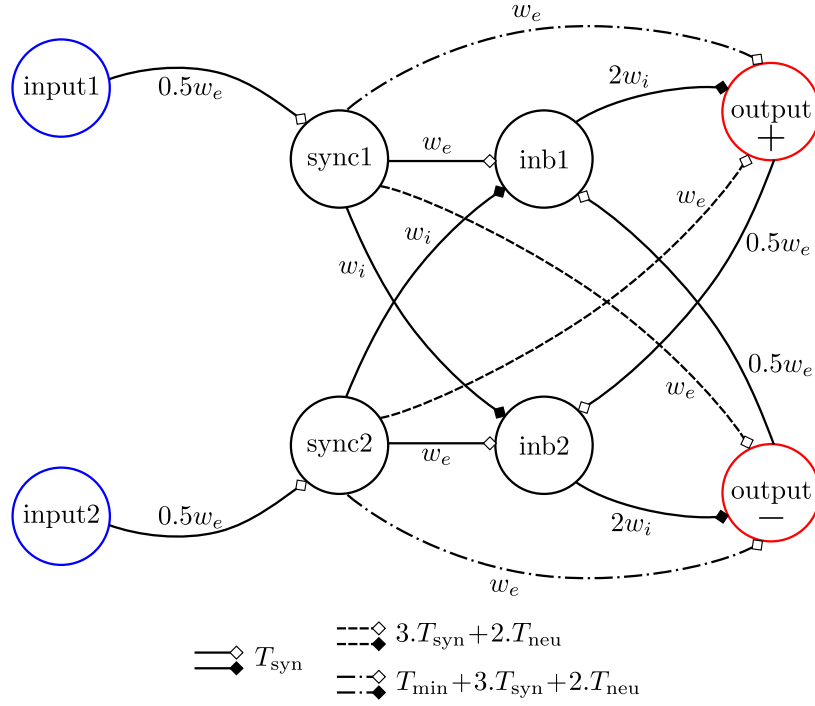 w_e
input1
0.5w_e
2w_i
output
+
sync1
w_e
inb1
w_e
w_i
0.5w_e
w_i
0.5w_e
w_e
sync2
w_e
inb2
output
−
input2
0.5w_e
2w_i
w_e
T_syn
3.T_syn+2.T_neu
T_min+3.T_syn+2.T_neu